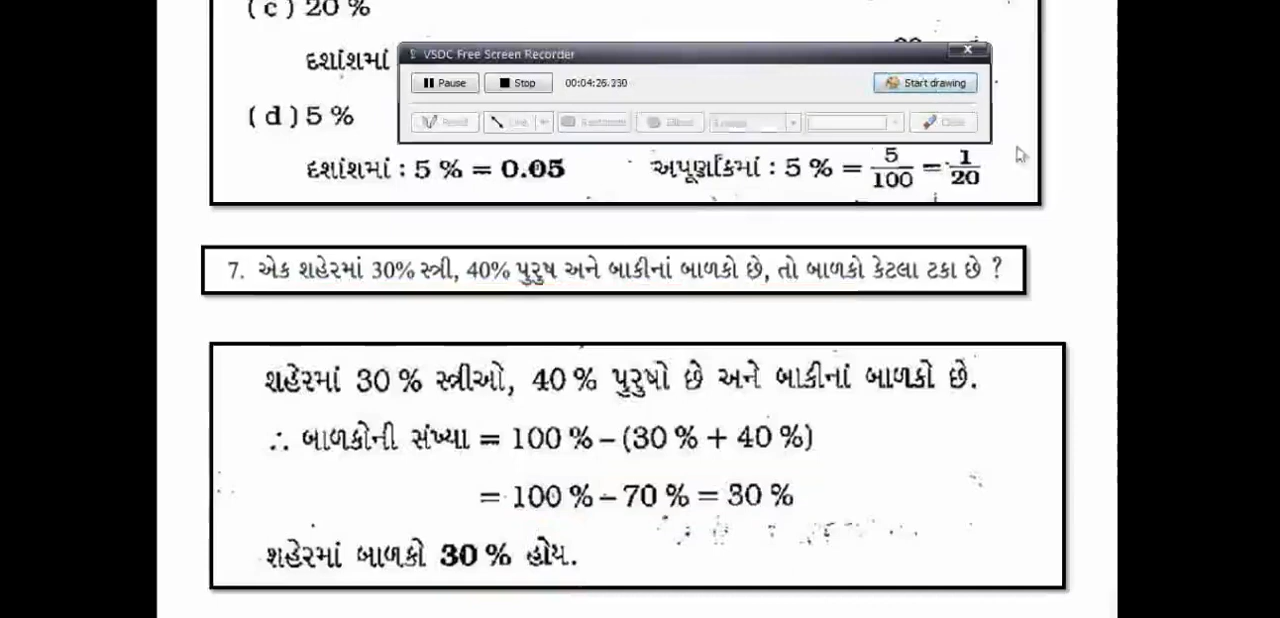 (c) 20 %
દશાંશમાં
VSDC Free Screen Recorder
Pause Stop 00:04:26.230 Start drawing
(d) 5 %
દશાંશમાં : 5 % = 0.05 અપૂર્ણાંકમાં : 5 % = 5/100 = 1/20
7. એક શહેરમાં 30% સ્ત્રી, 40% પુરુષ અને બાકીનાં બાળકો છે, તો બાળકો કેટલા ટકા છે ?
શહેરમાં 30 % સ્ત્રીઓ, 40 % પુરુષો છે અને બાકીનાં બાળકો છે.
∴ બાળકોની સંખ્યા = 100 % – (30 % + 40 %)
= 100 % – 70 % = 30 %
શહેરમાં બાળકો 30 % હોય.